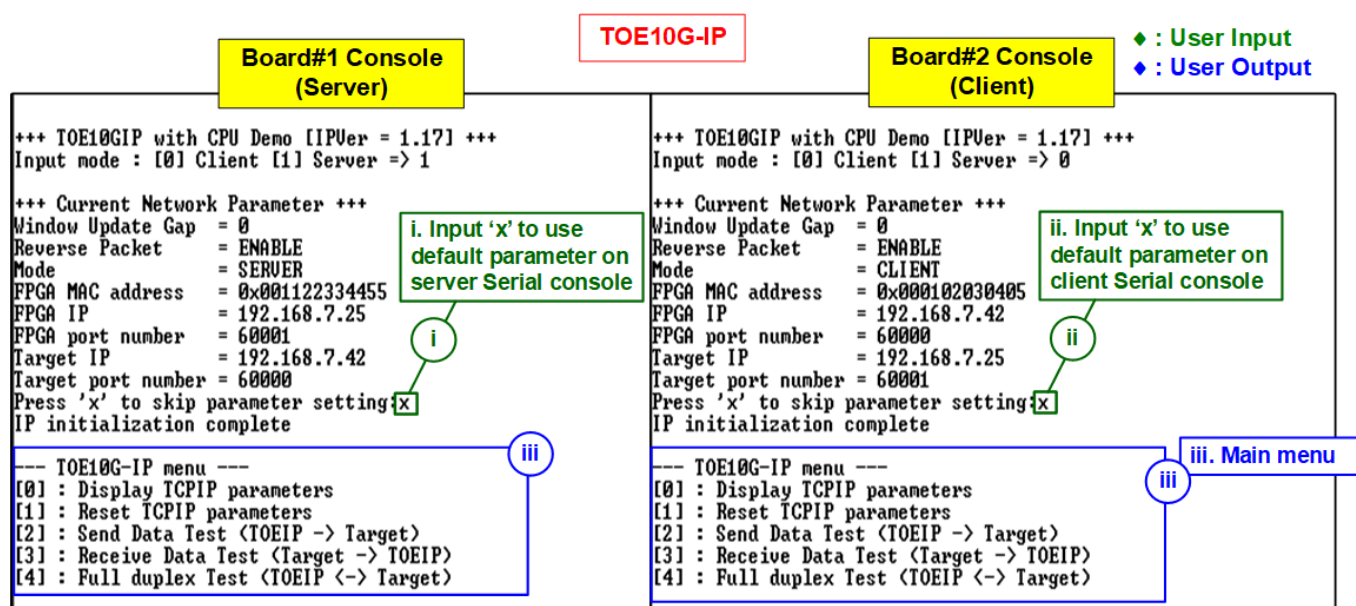 TOE10G-IP
Board#1 Console
(Server)
Board#2 Console
(Client)
♦ : User Input
♦ : User Output
+++ TOE10GIP with CPU Demo [IPVer = 1.17] +++
Input mode : [0] Client [1] Server => 1
+++ Current Network Parameter +++
Window Update Gap = 0
Reverse Packet = ENABLE
Mode = SERVER
FPGA MAC address = 0x001122334455
FPGA IP = 192.168.7.25
FPGA port number = 60001
Target IP = 192.168.7.42
Target port number = 60000
Press 'x' to skip parameter setting:x
IP initialization complete
i. Input ‘x’ to use
default parameter on
server Serial console
i
--- TOE10G-IP menu ---
[0] : Display TCPIP parameters
[1] : Reset TCPIP parameters
[2] : Send Data Test (TOEIP -> Target)
[3] : Receive Data Test (Target -> TOEIP)
[4] : Full duplex Test (TOEIP <-> Target)
iii
+++ TOE10GIP with CPU Demo [IPVer = 1.17] +++
Input mode : [0] Client [1] Server => 0
+++ Current Network Parameter +++
Window Update Gap = 0
Reverse Packet = ENABLE
Mode = CLIENT
FPGA MAC address = 0x000102030405
FPGA IP = 192.168.7.42
FPGA port number = 60000
Target IP = 192.168.7.25
Target port number = 60001
Press 'x' to skip parameter setting:x
IP initialization complete
ii. Input ‘x’ to use
default parameter on
client Serial console
ii
--- TOE10G-IP menu ---
[0] : Display TCPIP parameters
[1] : Reset TCPIP parameters
[2] : Send Data Test (TOEIP -> Target)
[3] : Receive Data Test (Target -> TOEIP)
[4] : Full duplex Test (TOEIP <-> Target)
iii
iii. Main menu